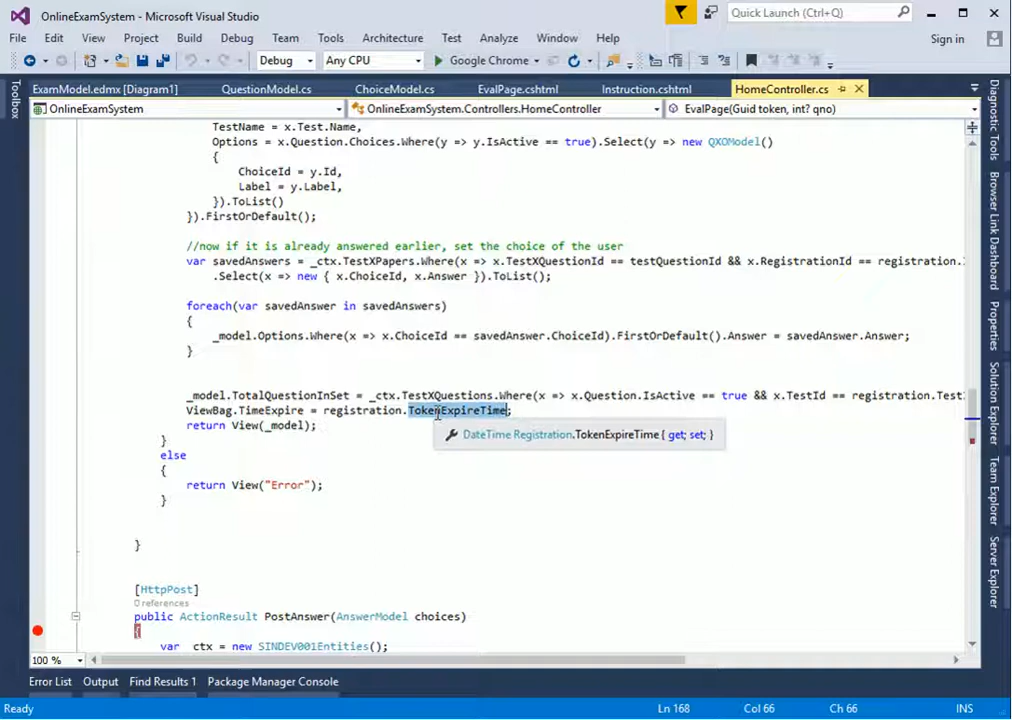 OnlineExamSystem - Microsoft Visual Studio
Quick Launch (Ctrl+Q)
File Edit View Project Build Debug Team Tools Architecture Test Analyze Window Help Sign in
Debug Any CPU Google Chrome
ExamModel.edmx [Diagram1] QuestionModel.cs ChoiceModel.cs EvalPage.cshtml Instruction.cshtml HomeController.cs
OnlineExamSystem OnlineExamSystem.Controllers.HomeController EvalPage(Guid token, int? qno)
TestName = x.Test.Name,
Options = x.Question.Choices.Where(y => y.IsActive == true).Select(y => new QXOModel()
{
ChoiceId = y.Id,
Label = y.Label,
}).ToList()
}).FirstOrDefault();
//now if it is already answered earlier, set the choice of the user
var savedAnswers = _ctx.TestXPapers.Where(x => x.TestXQuestionId == testQuestionId && x.RegistrationId == registration.
.Select(x => new { x.ChoiceId, x.Answer }).ToList();
foreach(var savedAnswer in savedAnswers)
{
_model.Options.Where(x => x.ChoiceId == savedAnswer.ChoiceId).FirstOrDefault().Answer = savedAnswer.Answer;
}
_model.TotalQuestionInSet = _ctx.TestXQuestions.Where(x => x.Question.IsActive == true && x.TestId == registration.Test
ViewBag.TimeExpire = registration.TokenExpireTime;
return View(_model);
DateTime Registration.TokenExpireTime { get; set; }
}
else
{
return View("Error");
}
}
[HttpPost]
0 references
public ActionResult PostAnswer(AnswerModel choices)
{
var _ctx = new SINDEV001Entities();
100 %
Error List Output Find Results 1 Package Manager Console
Ready Ln 168 Col 66 Ch 66 INS
Toolbox
Diagnostic Tools
Browser Link Dashboard
Properties
Solution Explorer
Team Explorer
Server Explorer